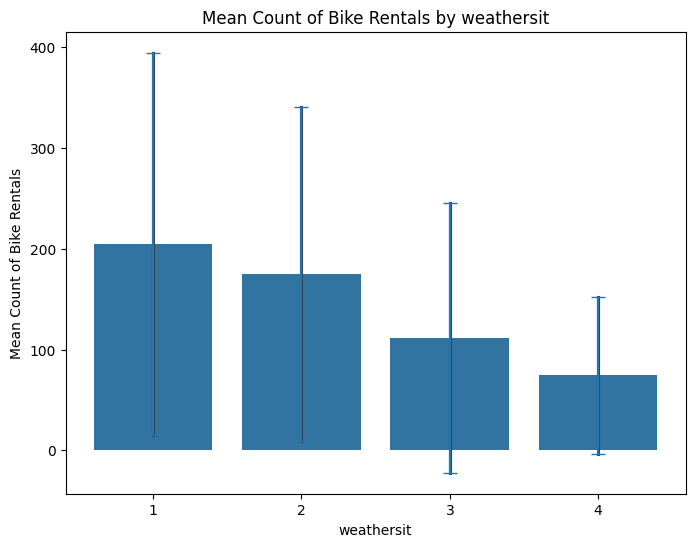 Mean Count of Bike Rentals by weathersit
Mean Count of Bike Rentals
400
300
200
100
0
1 2 3 4
weathersit